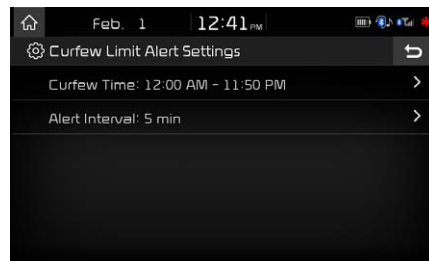 Feb. 1 12:41 PM
Curfew Limit Alert Settings
Curfew Time: 12:00 AM - 11:50 PM
Alert Interval: 5 min